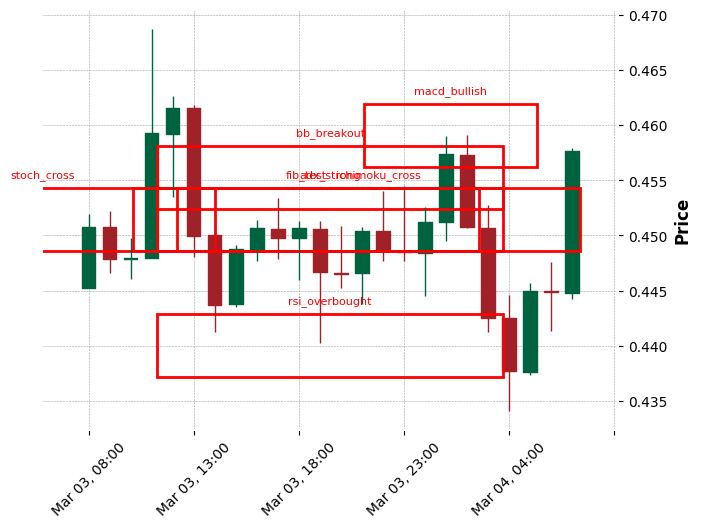 0.470
0.465
macd_bullish
0.460
bb_breakout
0.455
stoch_cross
ichimoku_cross
0.450
Price
0.445
rsi_overbought
0.440
0.435
Mar 03, 08:00
Mar 03, 13:00
Mar 03, 18:00
Mar 03, 23:00
Mar 04, 04:00